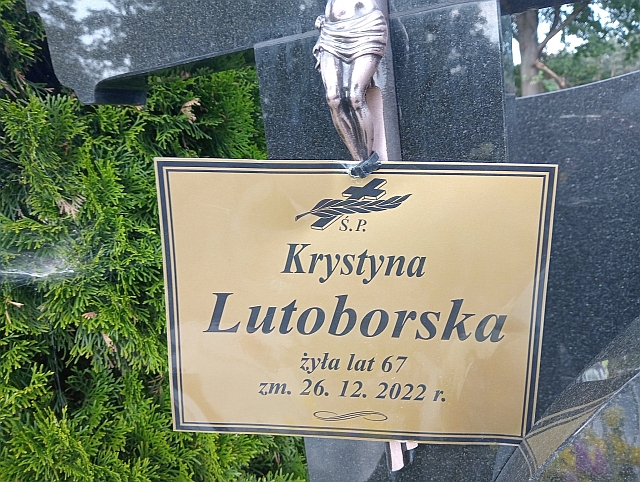 Ś.P.
Krystyna
Lutoborska
żyła lat 67
zm. 26. 12. 2022 r.